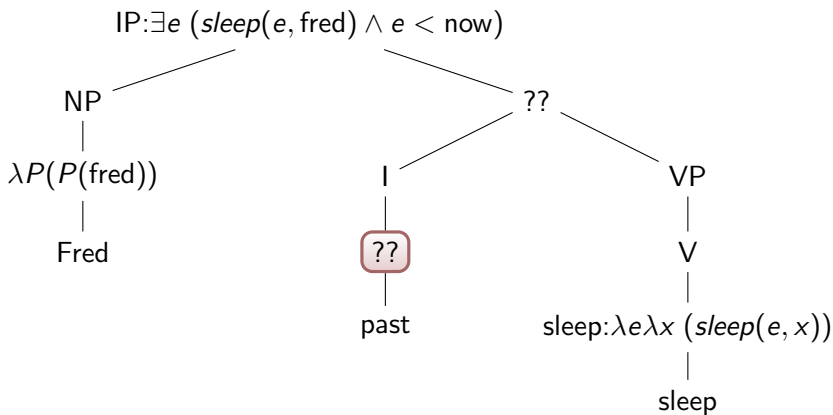 IP:∃e (sleep(e, fred) ∧ e < now)
NP ??
λP(P(fred)) I VP
Fred ?? V
past sleep:λeλx (sleep(e, x))
sleep